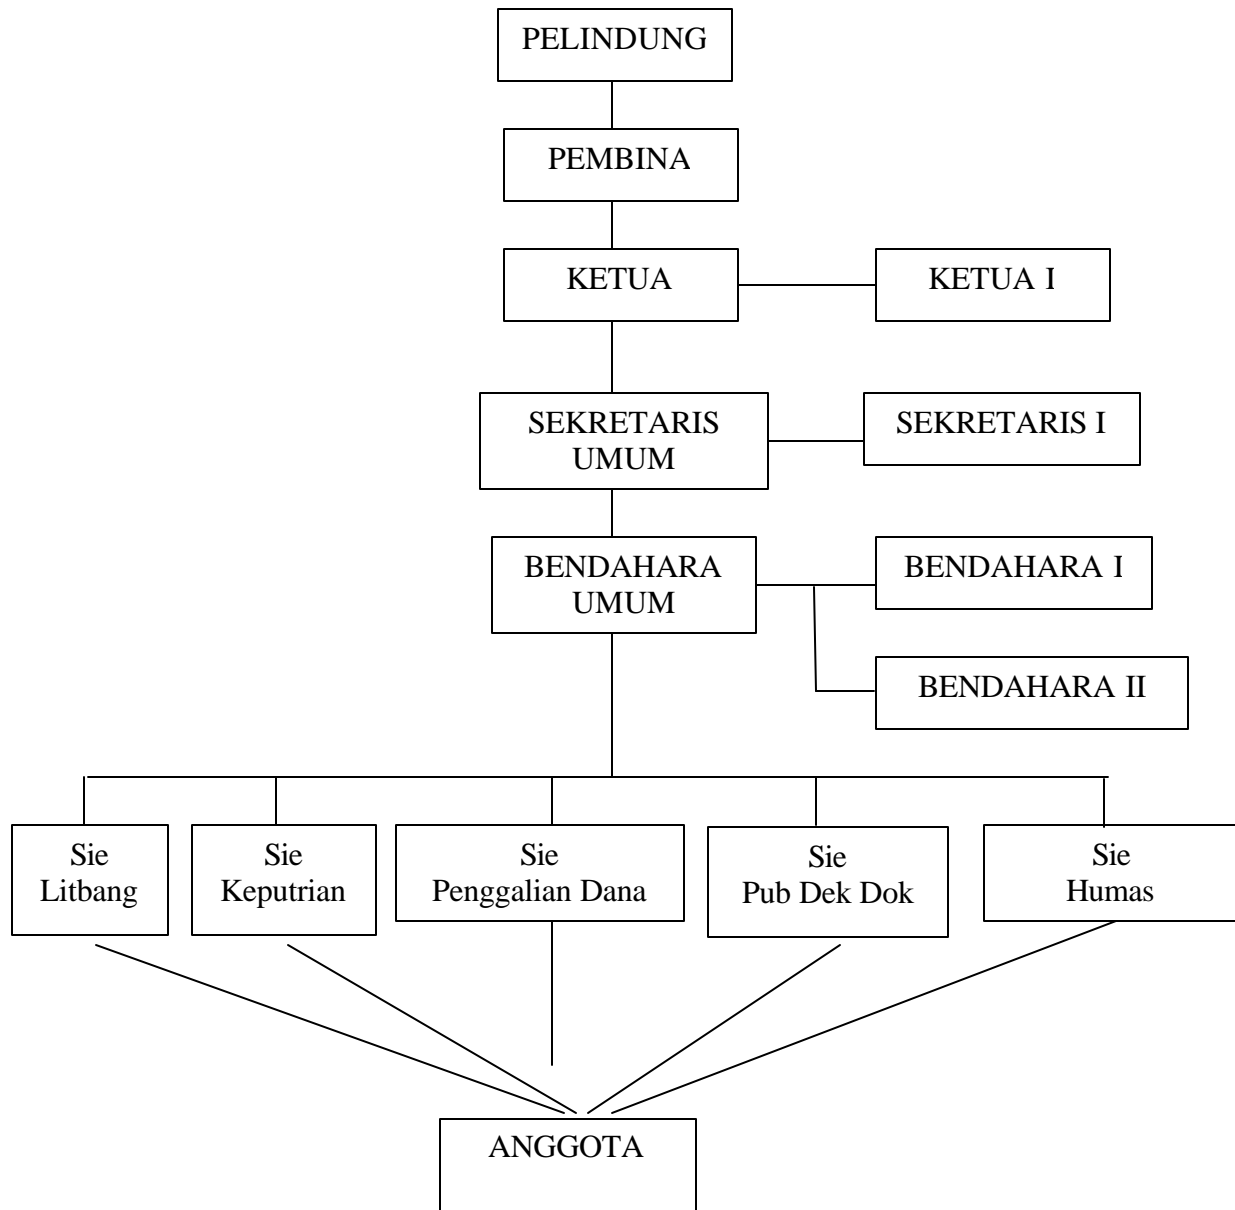 PELINDUNG
PEMBINA
KETUA
KETUA I
SEKRETARIS
UMUM
SEKRETARIS I
BENDAHARA
UMUM
BENDAHARA I
BENDAHARA II
Sie
Litbang
Sie
Keputrian
Sie
Penggalian Dana
Sie
Pub Dek Dok
Sie
Humas
ANGGOTA